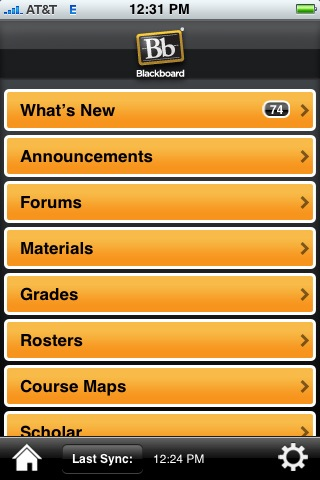 AT&T E 12:31 PM
Bb
Blackboard
What's New 74
Announcements
Forums
Materials
Grades
Rosters
Course Maps
Scholar
Last Sync: 12:24 PM